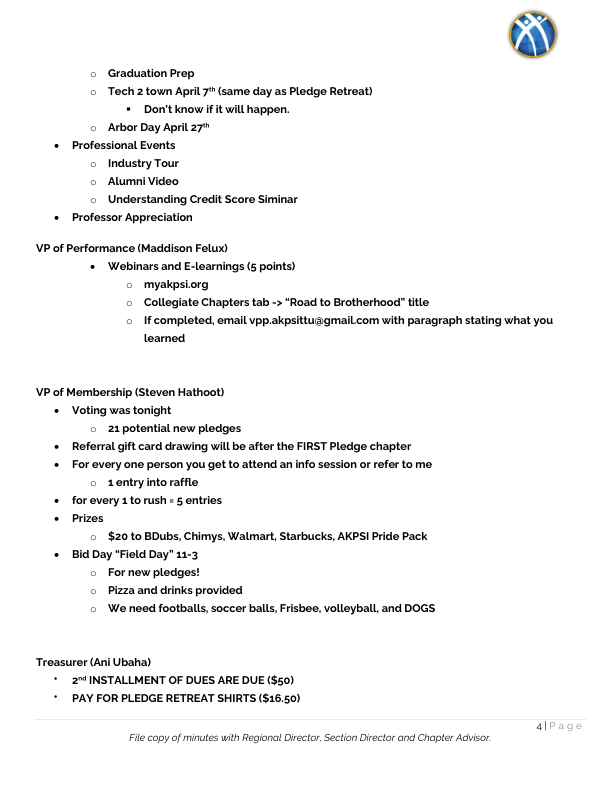 ○ Graduation Prep
○ Tech 2 town April 7th (same day as Pledge Retreat)
▪ Don't know if it will happen.
○ Arbor Day April 27th
• Professional Events
○ Industry Tour
○ Alumni Video
○ Understanding Credit Score Siminar
• Professor Appreciation
VP of Performance (Maddison Felux)
• Webinars and E-learnings (5 points)
○ myakpsi.org
○ Collegiate Chapters tab -> "Road to Brotherhood" title
○ If completed, email vpp.akpsittu@gmail.com with paragraph stating what you
learned
VP of Membership (Steven Hathoot)
• Voting was tonight
○ 21 potential new pledges
• Referral gift card drawing will be after the FIRST Pledge chapter
• For every one person you get to attend an info session or refer to me
○ 1 entry into raffle
• for every 1 to rush = 5 entries
• Prizes
○ $20 to BDubs, Chimys, Walmart, Starbucks, AKPSI Pride Pack
• Bid Day "Field Day" 11-3
○ For new pledges!
○ Pizza and drinks provided
○ We need footballs, soccer balls, Frisbee, volleyball, and DOGS
Treasurer (Ani Ubaha)
* 2nd INSTALLMENT OF DUES ARE DUE ($50)
* PAY FOR PLEDGE RETREAT SHIRTS ($16.50)
4 | Page
File copy of minutes with Regional Director, Section Director and Chapter Advisor.